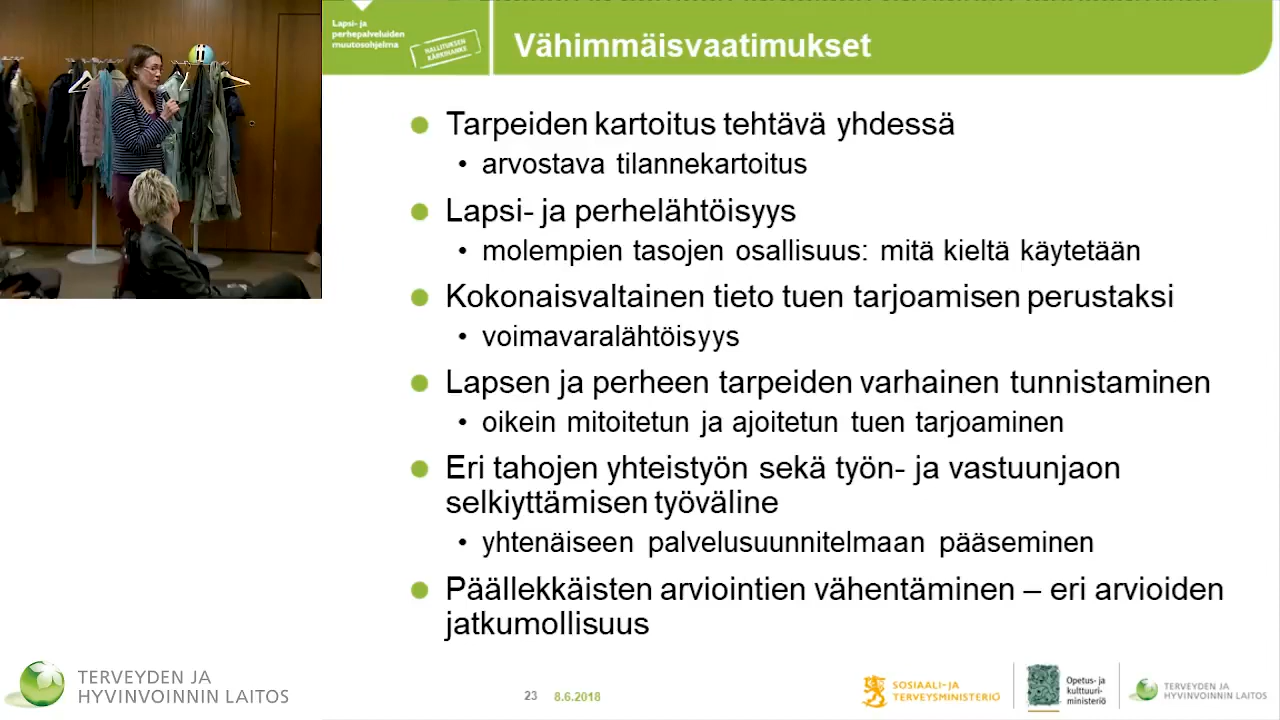 Lapsi- ja
perhepalveluiden
muutosohjelma
HALLITUKSEN
KÄRKIHANKE
Vähimmäisvaatimukset
Tarpeiden kartoitus tehtävä yhdessä
• arvostava tilannekartoitus
Lapsi- ja perhelähtöisyys
• molempien tasojen osallisuus: mitä kieltä käytetään
Kokonaisvaltainen tieto tuen tarjoamisen perustaksi
• voimavaralähtöisyys
Lapsen ja perheen tarpeiden varhainen tunnistaminen
• oikein mitoitetun ja ajoitetun tuen tarjoaminen
Eri tahojen yhteistyön sekä työn- ja vastuunjaon
selkiyttämisen työväline
• yhtenäiseen palvelusuunnitelmaan pääseminen
Päällekkäisten arviointien vähentäminen – eri arvioiden
jatkumollisuus
TERVEYDEN JA
HYVINVOINNIN LAITOS
23 8.6.2018
SOSIAALI- JA
TERVEYSMINISTERIÖ
Opetus- ja
kulttuuri-
ministeriö
TERVEYDEN JA
HYVINVOINNIN LAITOS